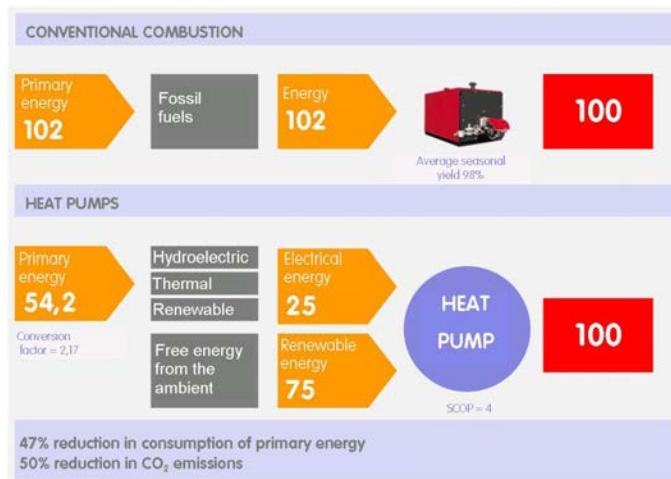 CONVENTIONAL COMBUSTION
Primary
energy
102
Fossil
fuels
Energy
102
100
Average seasonal
yield 98%
HEAT PUMPS
Primary
energy
54,2
Conversion
factor = 2,17
Hydroelectric
Thermal
Renewable
Free energy
from the
ambient
Electrical
energy
25
Renewable
energy
75
HEAT
PUMP
SCOP = 4
100
47% reduction in consumption of primary energy
50% reduction in CO₂ emissions